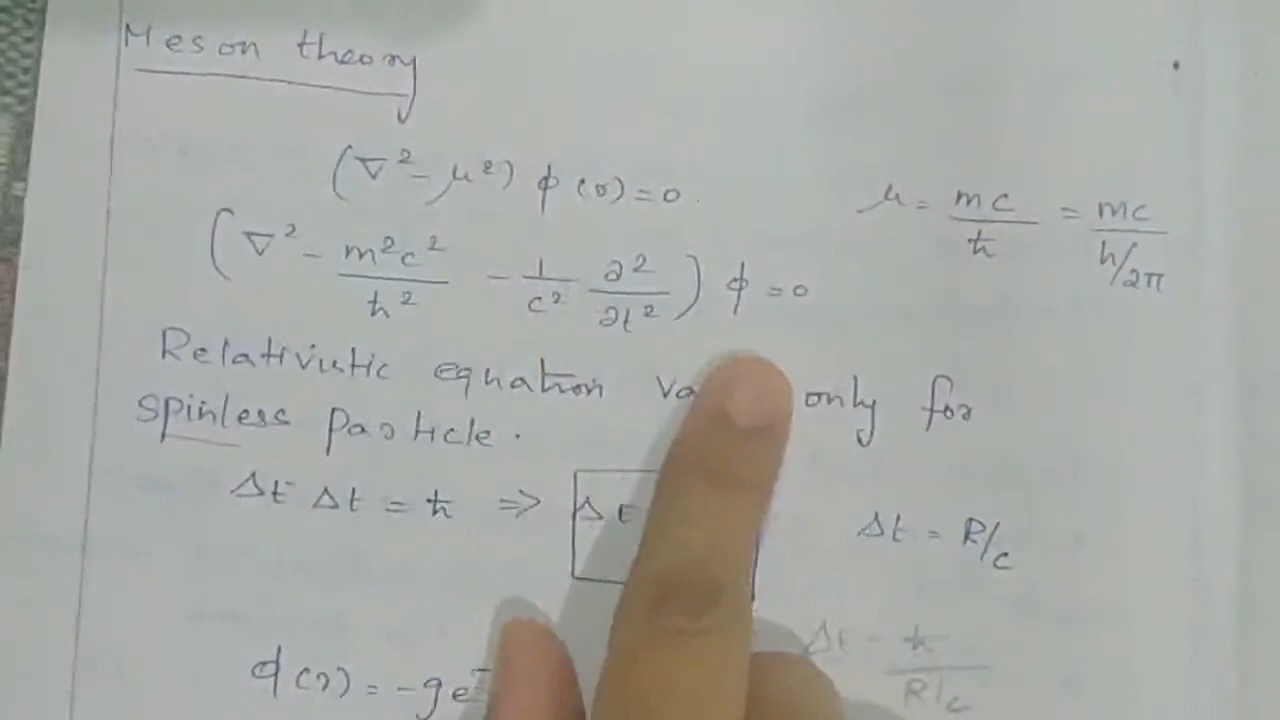 Meson theory
(∇² - μ²) ϕ (r) = 0
μ = mc/ħ = mc/(h/2π)
(∇² - m²c²/ħ² - 1/c² ∂²/∂t²) ϕ = 0
Relativistic equation only for
spinless particle.
ΔE Δt = ħ ⇒ ΔE
Δt = R/c
Δt = ħ/(R/c)
ϕ(r) = -ge